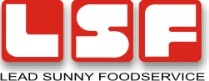 LSF
LEAD SUNNY FOODSERVICE